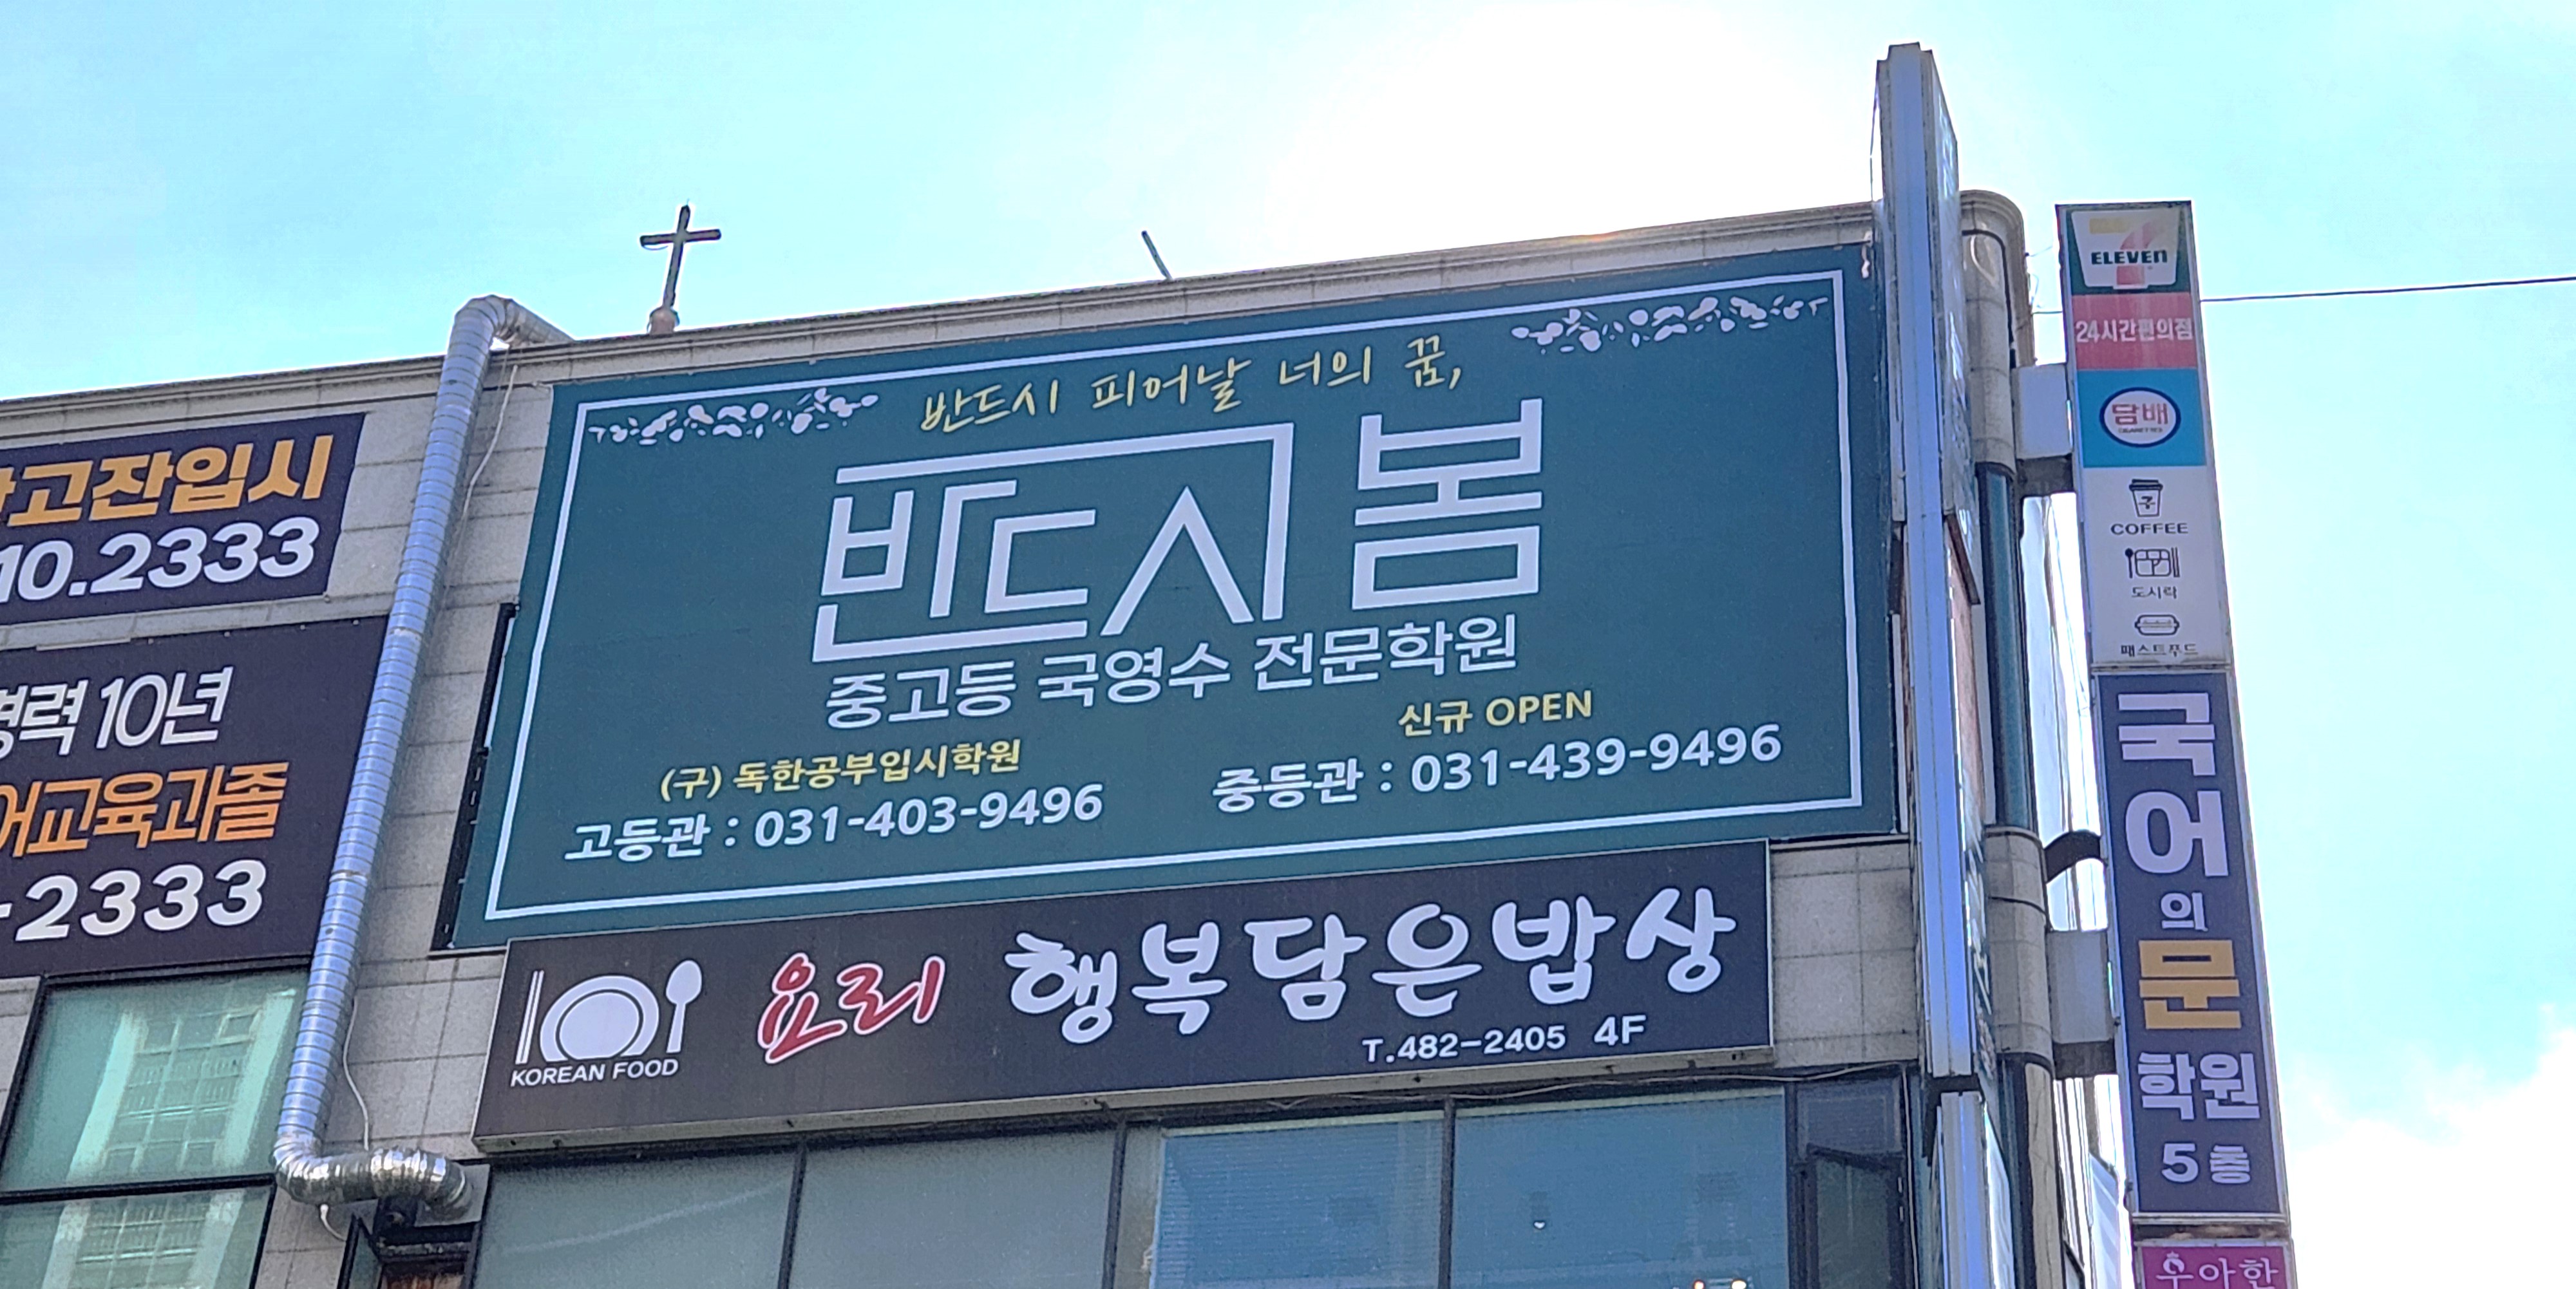 고잔입시
10.2333
경력 10년
어교육과졸
-2333
반드시 피어날 너의 꿈,
반드시 봄
중고등 국영수 전문학원
(구) 독한공부입시학원
고등관 : 031-403-9496
신규 OPEN
중등관 : 031-439-9496
KOREAN FOOD
요리 행복담은밥상
T.482-2405 4F
7
ELEVEn
24시간편의점
담배
COFFEE
도시락
패스트푸드
국어
의
문
학원
5층
우아한